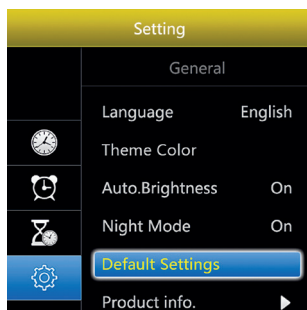 Setting
General
Language English
Theme Color
Auto.Brightness On
Night Mode On
Default Settings
Product info.